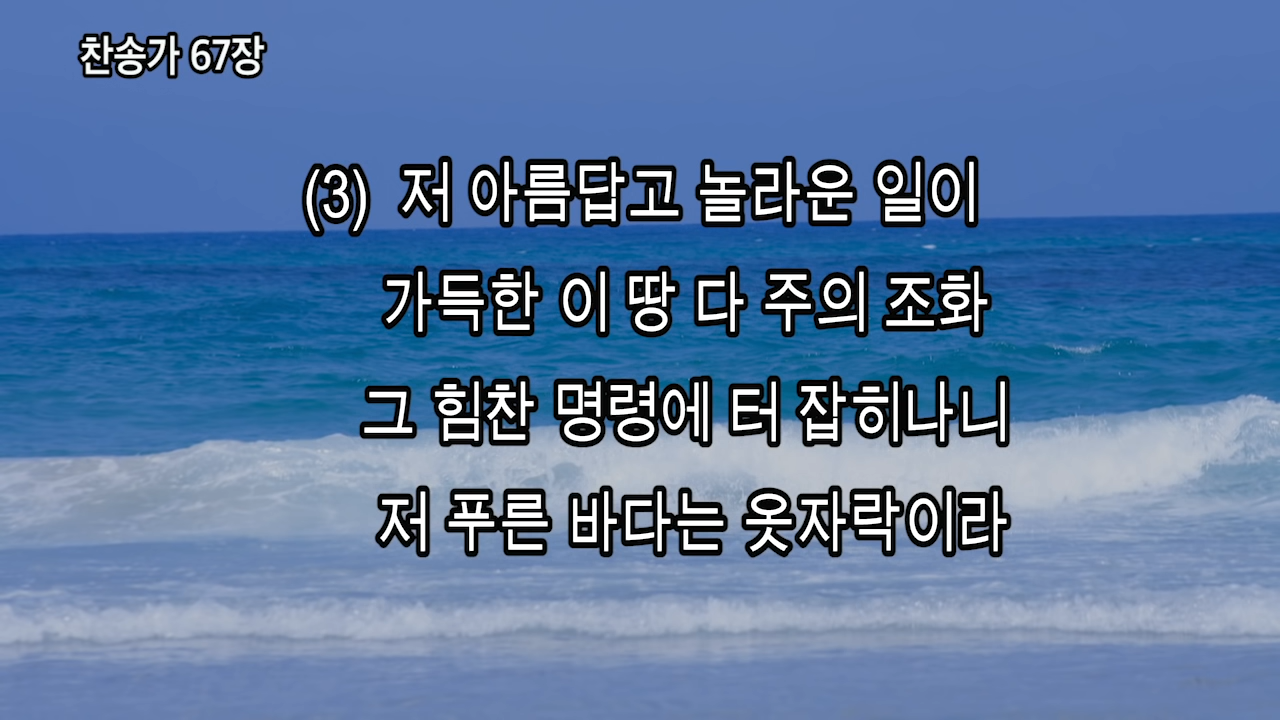 찬송가 67장
(3) 저 아름답고 놀라운 일이
가득한 이 땅 다 주의 조화
그 힘찬 명령에 터 잡히나니
저 푸른 바다는 옷자락이라